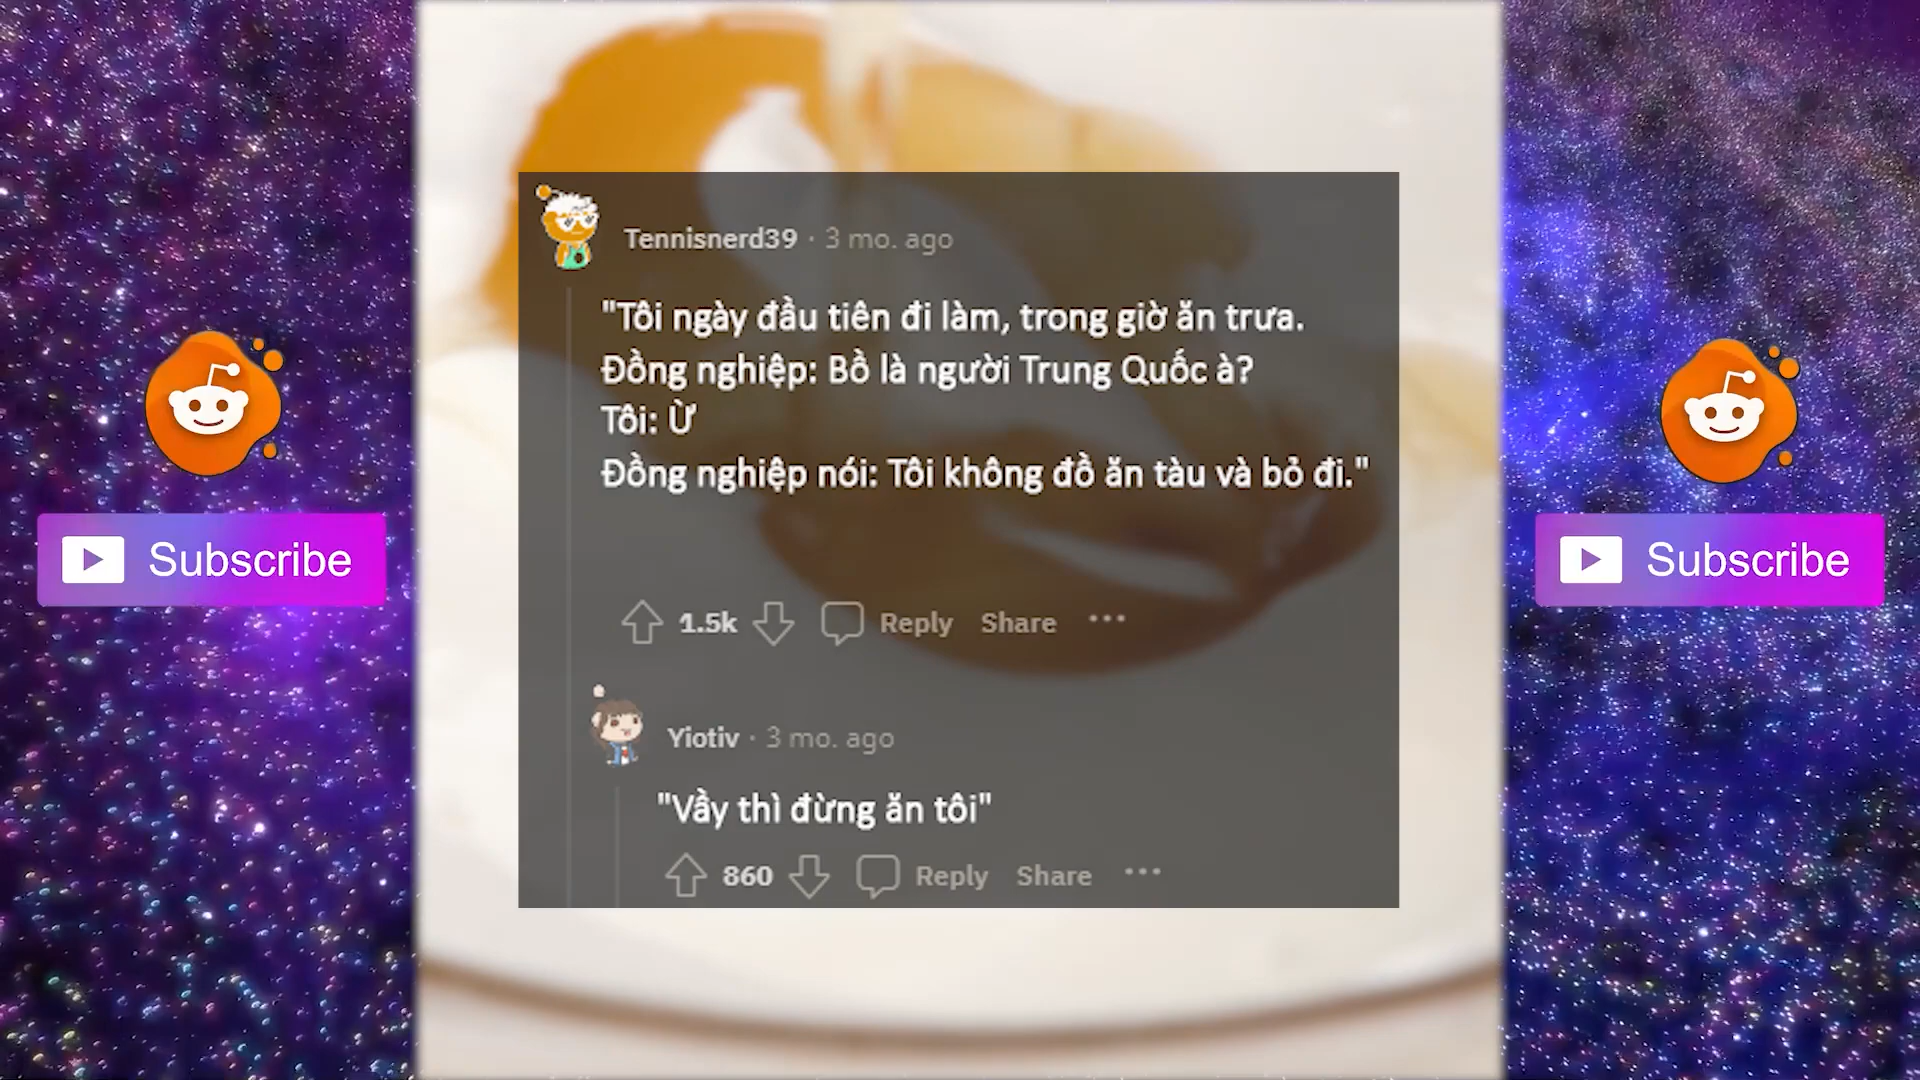 Tennisnerd39 · 3 mo. ago
"Tôi ngày đầu tiên đi làm, trong giờ ăn trưa.
Đồng nghiệp: Bồ là người Trung Quốc à?
Tôi: Ừ
Đồng nghiệp nói: Tôi không đồ ăn tàu và bỏ đi."
1.5k Reply Share ...
Yiotiv · 3 mo. ago
"Vầy thì đừng ăn tôi"
860 Reply Share ...
Subscribe
Subscribe